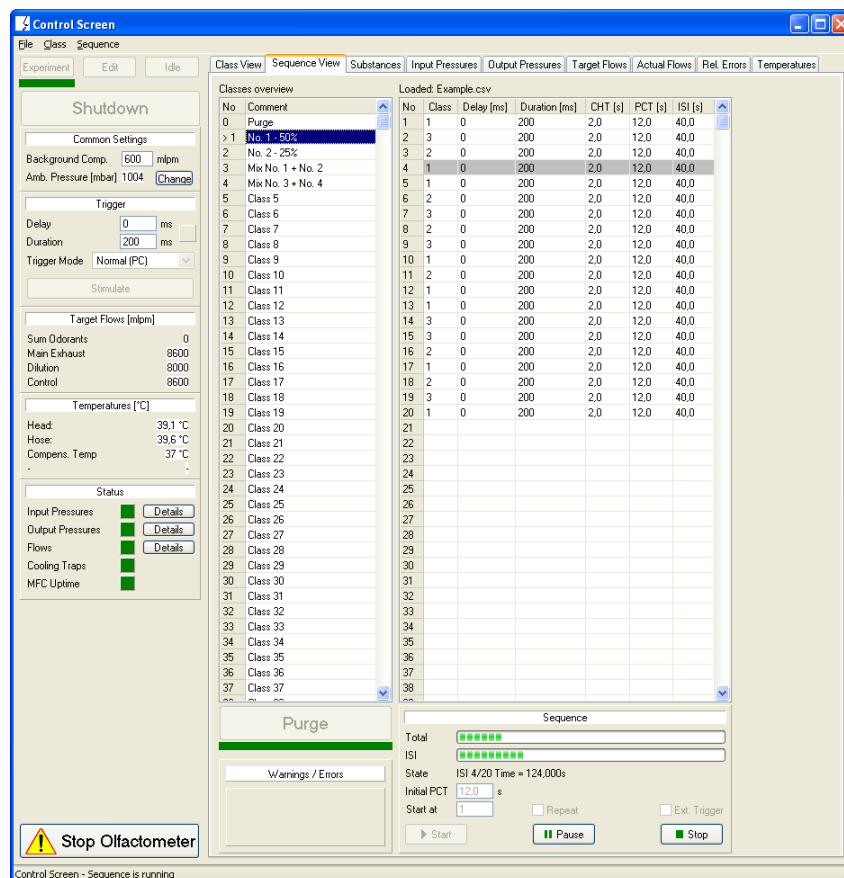 Control Screen
File Class Sequence
Experiment Edit Idle
Shutdown
Common Settings
Background Comp. 600 mlpm
Amb. Pressure [mbar] 1004 Change
Trigger
Delay 0 ms
Duration 200 ms
Trigger Mode Normal (PC)
Stimulate
Target Flows [mlpm]
Sum Odorants 0
Main Exhaust 8600
Dilution 8000
Control 8600
Temperatures [°C]
Head: 39,1 °C
Hose: 39,6 °C
Compens. Temp 37 °C
- -
Status
Input Pressures Details
Output Pressures Details
Flows Details
Cooling Traps
MFC Uptime
Stop Olfactometer
Class View Sequence View Substances Input Pressures Output Pressures Target Flows Actual Flows Rel. Errors Temperatures
Classes overview
No Comment
0 Purge
> 1 No. 1 - 50%
2 No. 2 - 25%
3 Mix No. 1 + No. 2
4 Mix No. 3 + No. 4
5 Class 5
6 Class 6
7 Class 7
8 Class 8
9 Class 9
10 Class 10
11 Class 11
12 Class 12
13 Class 13
14 Class 14
15 Class 15
16 Class 16
17 Class 17
18 Class 18
19 Class 19
20 Class 20
21 Class 21
22 Class 22
23 Class 23
24 Class 24
25 Class 25
26 Class 26
27 Class 27
28 Class 28
29 Class 29
30 Class 30
31 Class 31
32 Class 32
33 Class 33
34 Class 34
35 Class 35
36 Class 36
37 Class 37
Purge
Warnings / Errors
Loaded: Example.csv
No Class Delay [ms] Duration [ms] CHT [s] PCT [s] ISI [s]
1 1 0 200 2,0 12,0 40,0
2 3 0 200 2,0 12,0 40,0
3 2 0 200 2,0 12,0 40,0
4 1 0 200 2,0 12,0 40,0
5 1 0 200 2,0 12,0 40,0
6 2 0 200 2,0 12,0 40,0
7 3 0 200 2,0 12,0 40,0
8 2 0 200 2,0 12,0 40,0
9 3 0 200 2,0 12,0 40,0
10 1 0 200 2,0 12,0 40,0
11 2 0 200 2,0 12,0 40,0
12 1 0 200 2,0 12,0 40,0
13 1 0 200 2,0 12,0 40,0
14 3 0 200 2,0 12,0 40,0
15 3 0 200 2,0 12,0 40,0
16 2 0 200 2,0 12,0 40,0
17 1 0 200 2,0 12,0 40,0
18 2 0 200 2,0 12,0 40,0
19 3 0 200 2,0 12,0 40,0
20 1 0 200 2,0 12,0 40,0
21
22
23
24
25
26
27
28
29
30
31
32
33
34
35
36
37
38
Sequence
Total
ISI
State ISI 4/20 Time = 124,000s
Initial PCT 12,0 s
Start at 1 Repeat Ext. Trigger
Start Pause Stop
Control Screen - Sequence is running